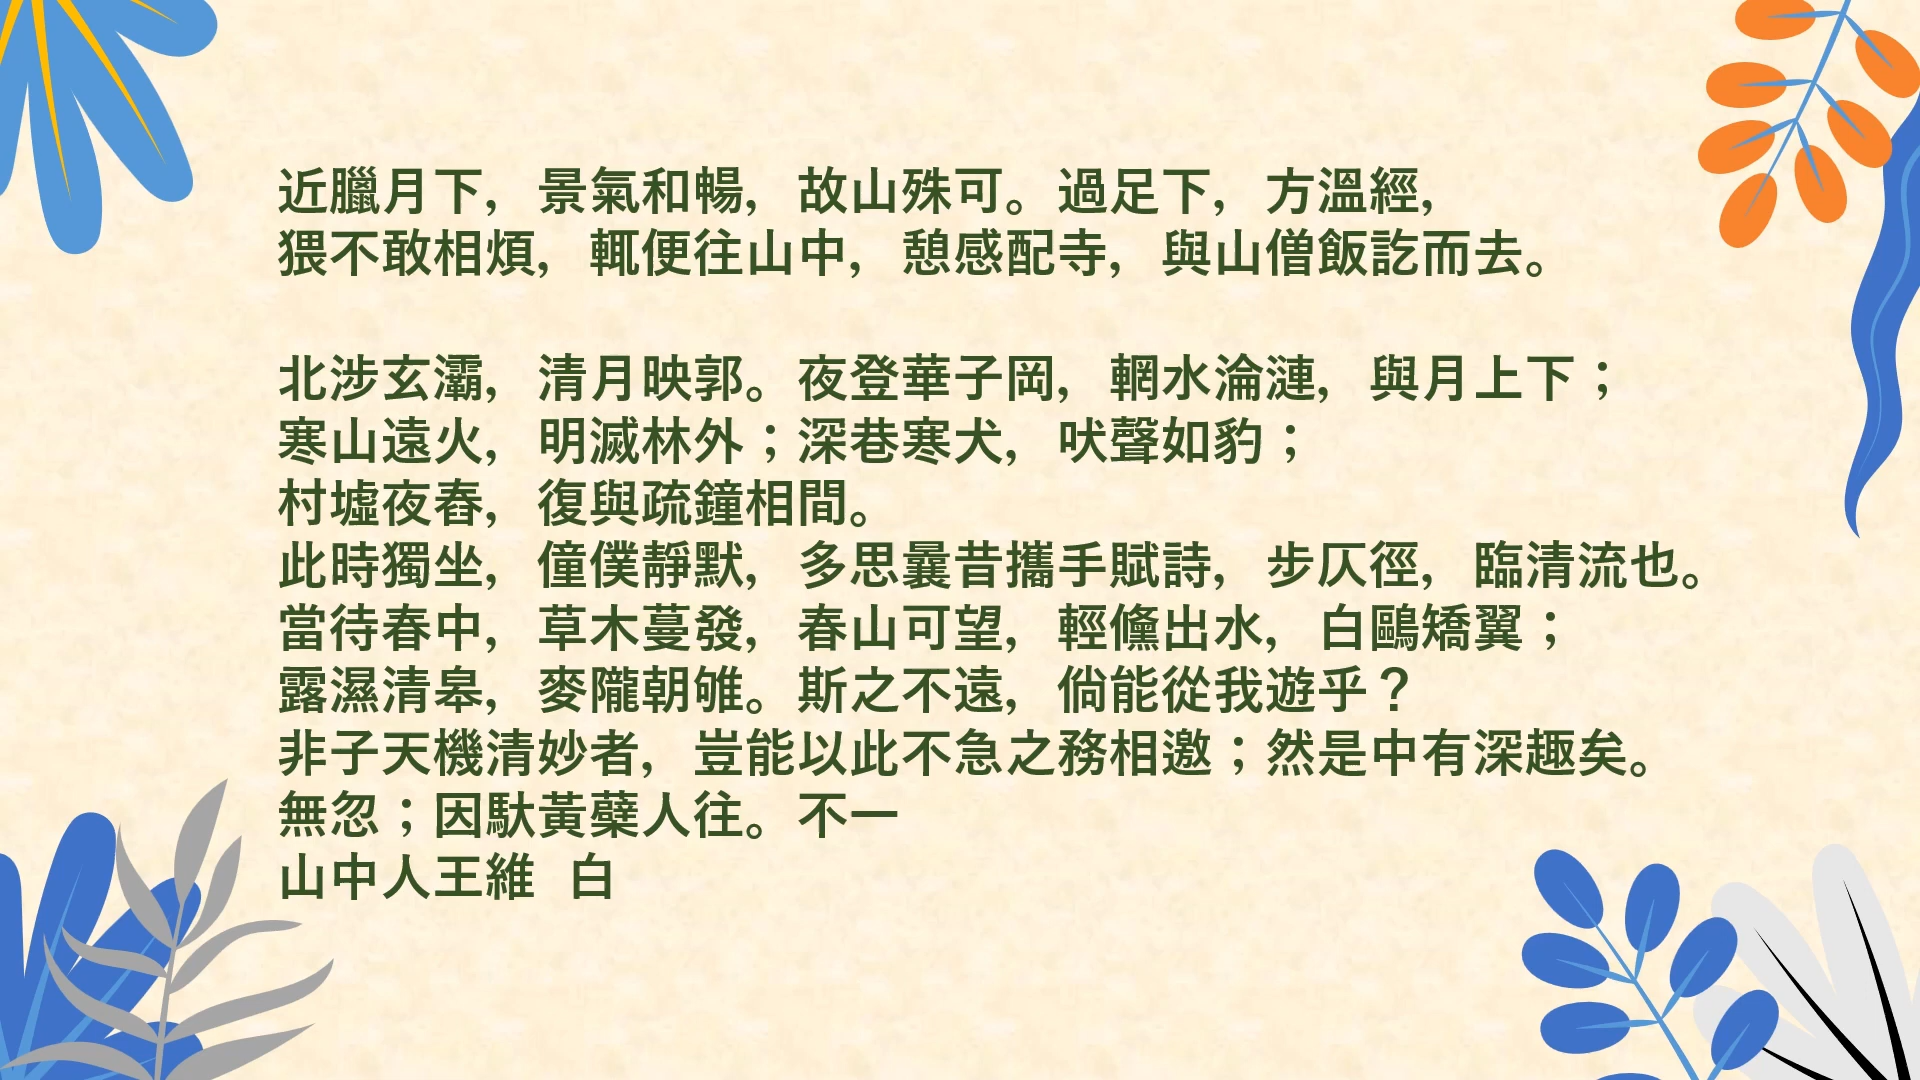 近臘月下, 景氣和暢, 故山殊可。過足下, 方溫經,
猥不敢相煩, 輒便往山中, 憩感配寺, 與山僧飯訖而去。
北涉玄灞, 清月映郭。夜登華子岡, 輞水淪漣, 與月上下；
寒山遠火, 明滅林外；深巷寒犬, 吠聲如豹；
村墟夜舂, 復與疏鐘相間。
此時獨坐, 僮僕靜默, 多思曩昔攜手賦詩, 步仄徑, 臨清流也。
當待春中, 草木蔓發, 春山可望, 輕鯈出水, 白鷗矯翼；
露濕清皋, 麥隴朝雊。斯之不遠, 倘能從我遊乎？
非子天機清妙者, 豈能以此不急之務相邀；然是中有深趣矣。
無忽；因馱黃蘗人往。不一
山中人王維 白